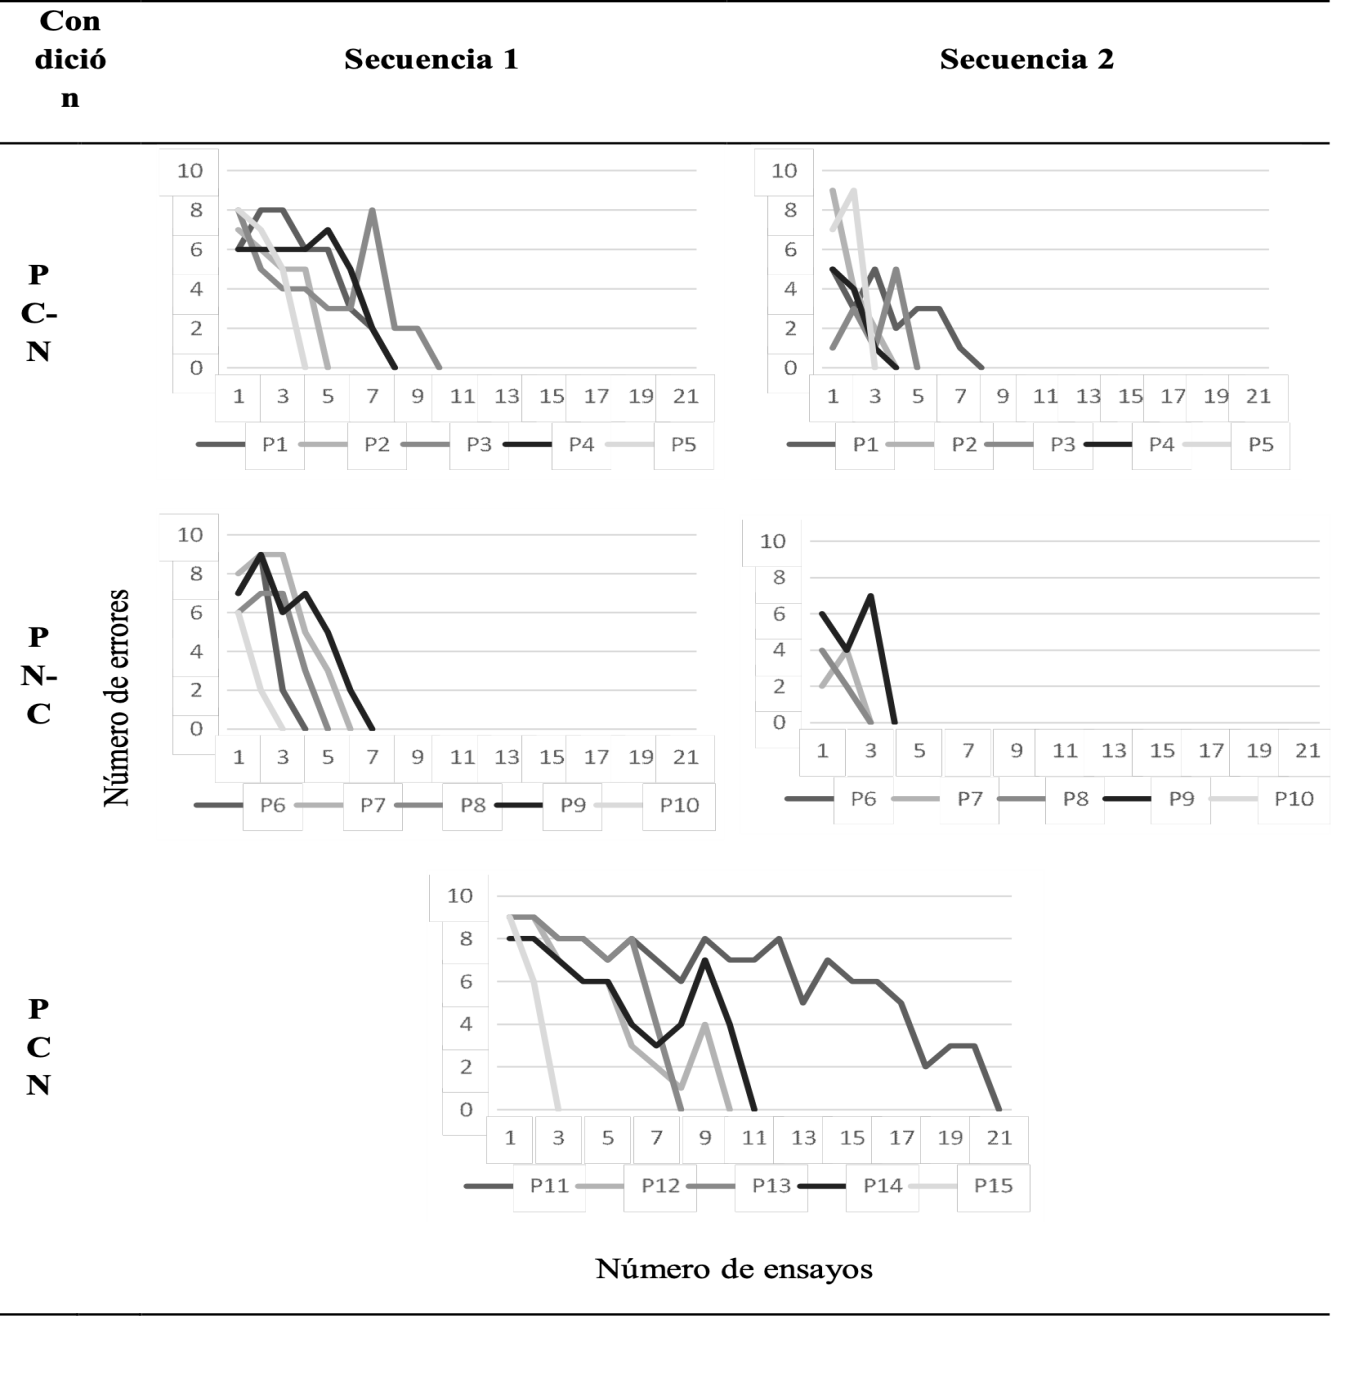 Con
dició
n
Secuencia 1
Secuencia 2
P
C-
N
10
8
6
4
2
0
1 3 5 7 9 11 13 15 17 19 21
P1 P2 P3 P4 P5
10
8
6
4
2
0
1 3 5 7 9 11 13 15 17 19 21
P1 P2 P3 P4 P5
P
N-
C
Número de errores
10
8
6
4
2
0
1 3 5 7 9 11 13 15 17 19 21
P6 P7 P8 P9 P10
10
8
6
4
2
0
1 3 5 7 9 11 13 15 17 19 21
P6 P7 P8 P9 P10
P
C
N
10
8
6
4
2
0
1 3 5 7 9 11 13 15 17 19 21
P11 P12 P13 P14 P15
Número de ensayos